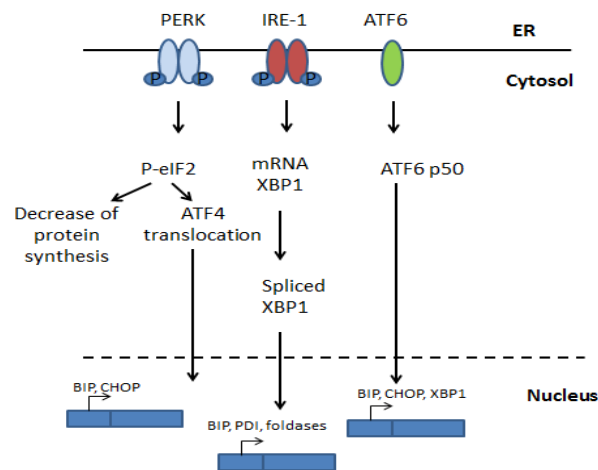 PERK
IRE-1
ATF6
ER
Cytosol
P
P
P
P
P-eIF2
mRNA
XBP1
ATF6 p50
Decrease of
protein
synthesis
ATF4
translocation
Spliced
XBP1
Nucleus
BIP, CHOP
BIP, PDI, foldases
BIP, CHOP, XBP1